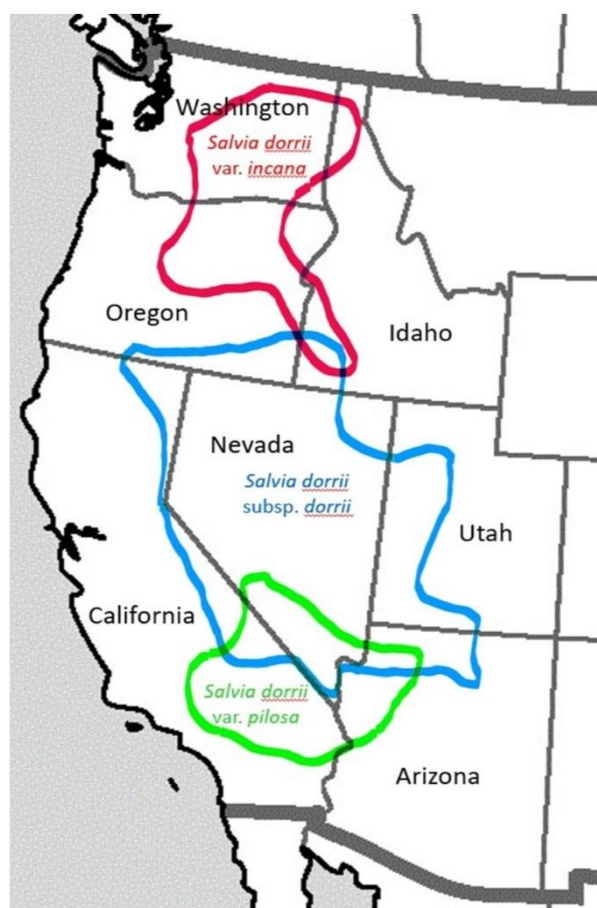 Washington
Salvia dorrii
var. incana
Oregon
Idaho
Nevada
Salvia dorrii
subsp. dorrii
Utah
California
Salvia dorrii
var. pilosa
Arizona